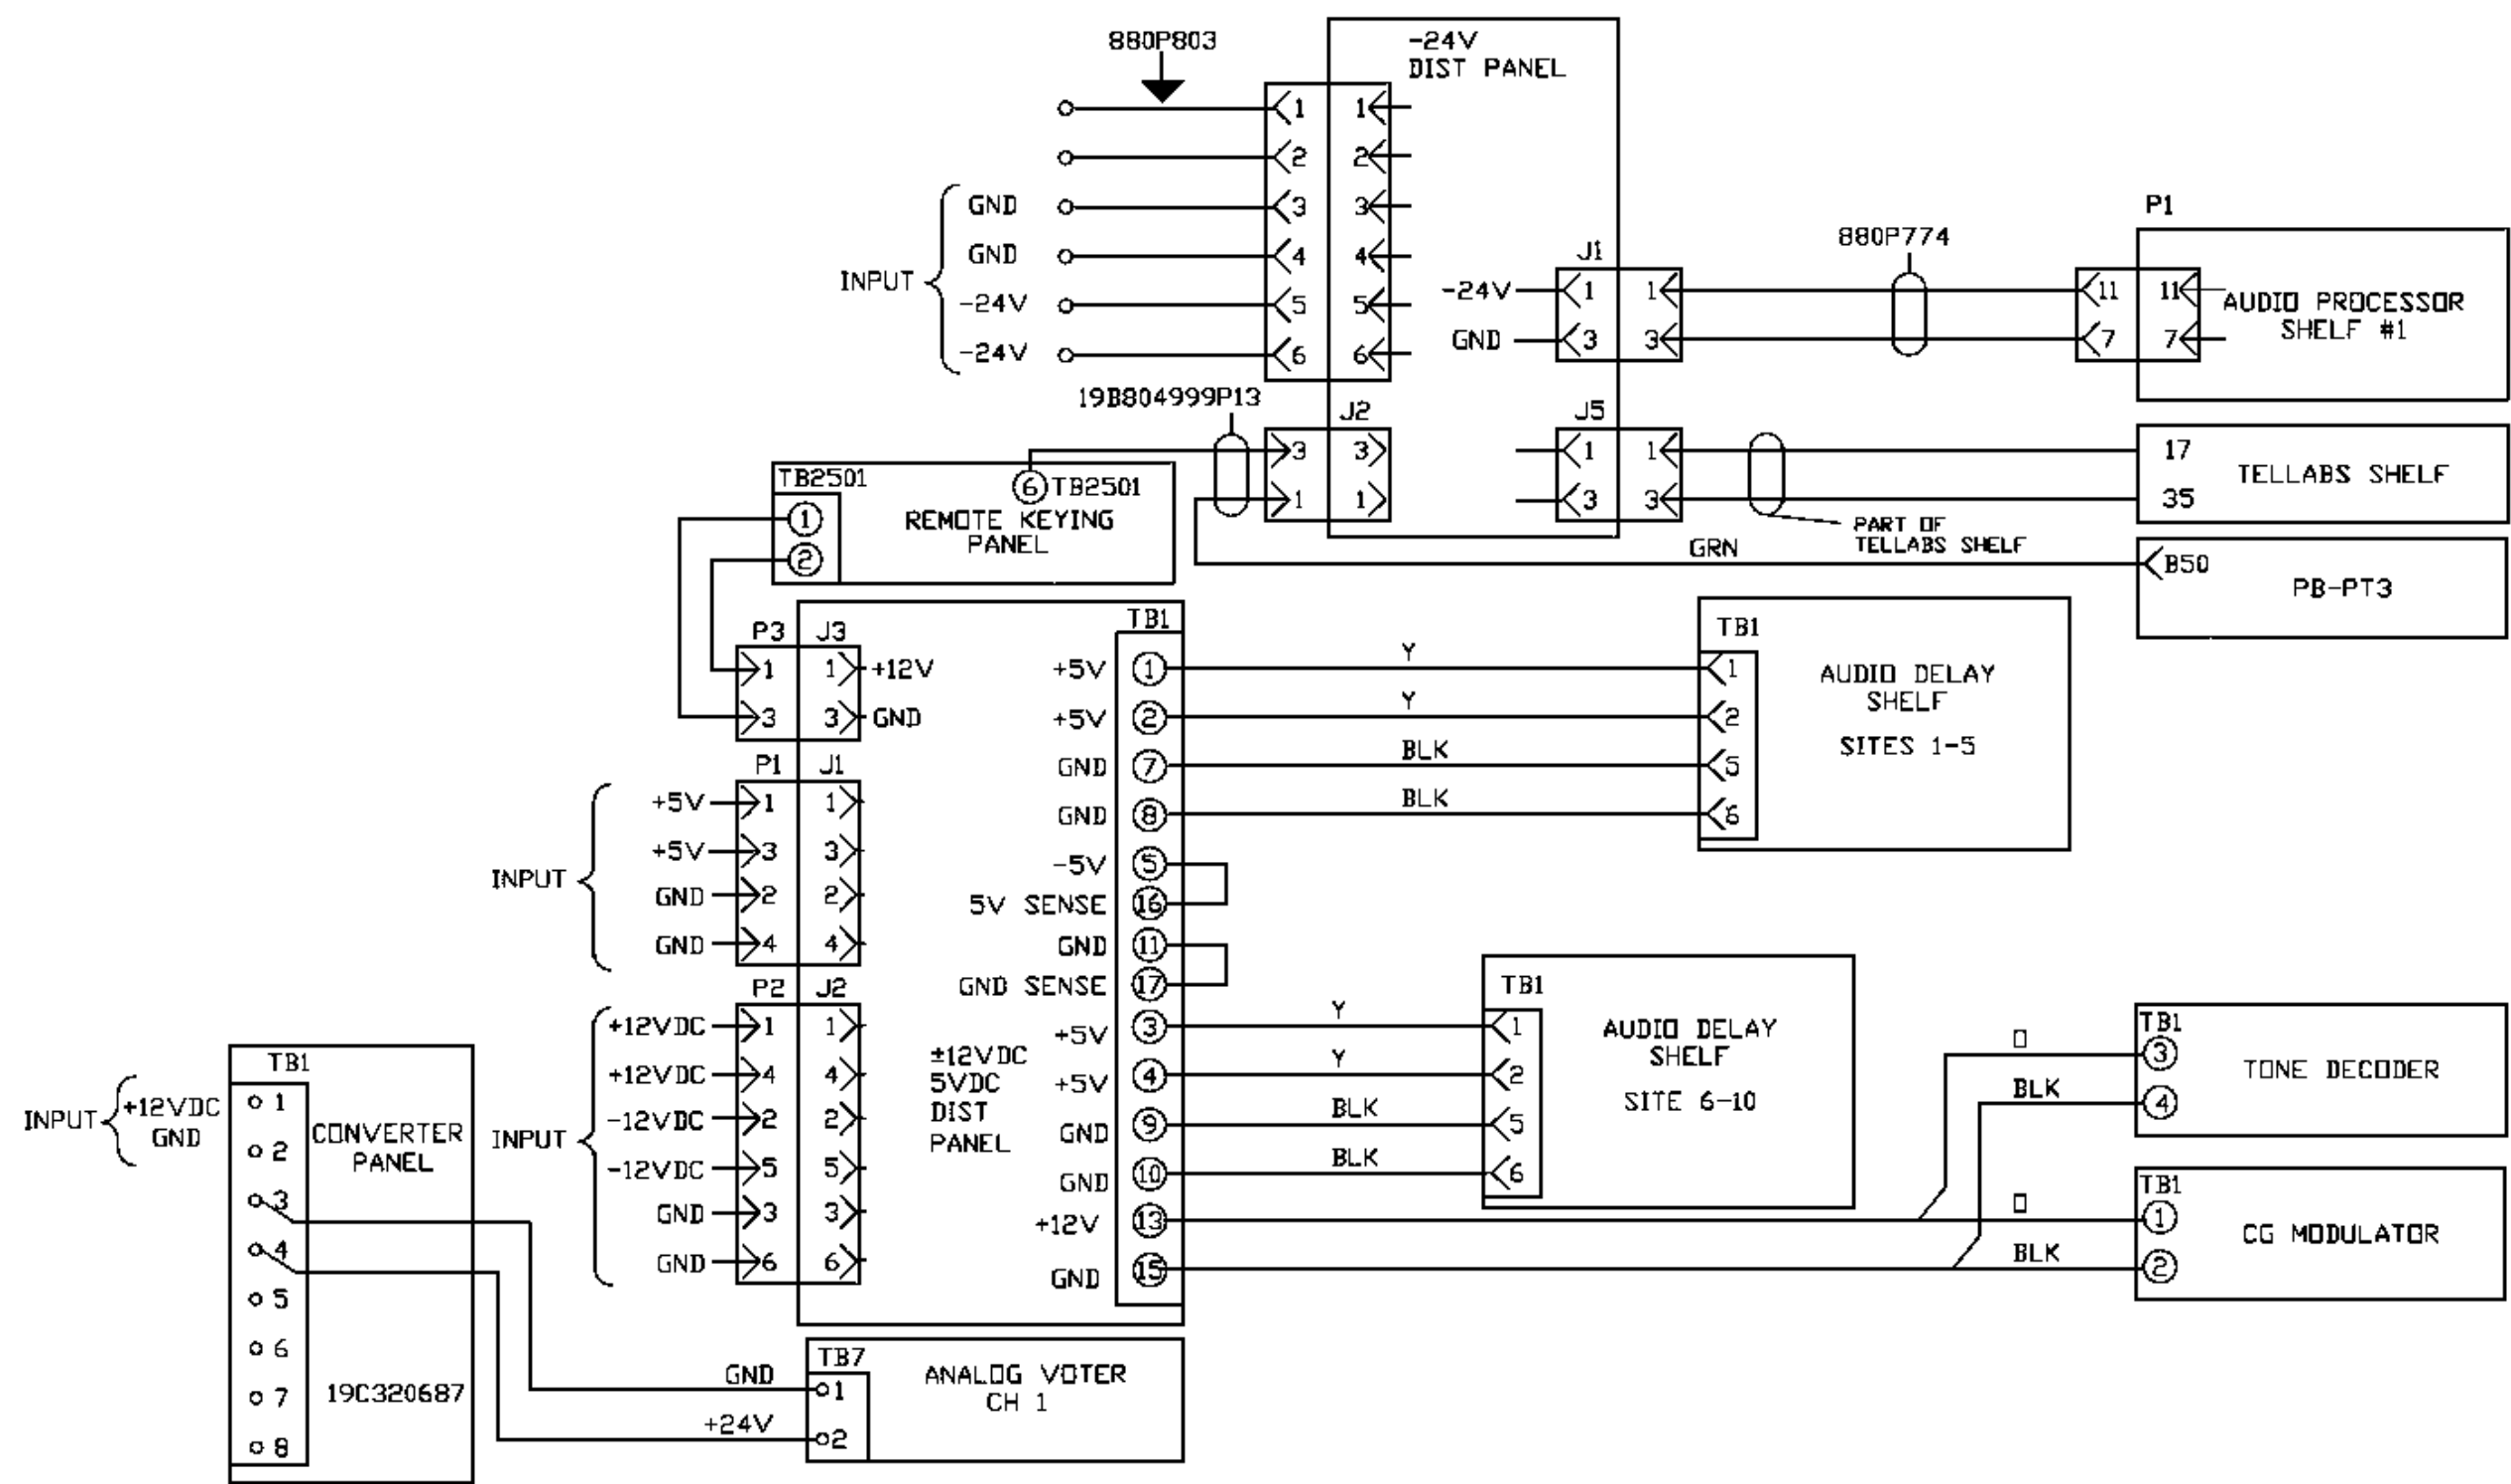 880P803
-24V
DIST PANEL
1 1
2 2
GND 3 3
GND 4 4
INPUT
-24V 5 5
-24V 6 6
J1
880P774
P1
-24V 1 1 11 11
GND 3 3 7 7
AUDIO PROCESSOR
SHELF #1
19B804999P13
J2
3 3
1 1
J5
1 1
3 3
17
35
TELLABS SHELF
PART OF
TELLABS SHELF
GRN
B50
PB-PT3
TB2501
1
2
6 TB2501
REMOTE KEYING
PANEL
P3 J3
1 1 +12V
3 3 GND
P1 J1
INPUT
+5V 1 1
+5V 3 3
GND 2 2
GND 4 4
P2 J2
INPUT
+12VDC 1 1
+12VDC 4 4
-12VDC 2 2
-12VDC 5 5
GND 3 3
GND 6 6
±12VDC
5VDC
DIST
PANEL
TB1
+5V 1 Y
+5V 2 Y
GND 7 BLK
GND 8 BLK
-5V 5
5V SENSE 16
GND 11
GND SENSE 17
+5V 3 Y
+5V 4 Y
GND 9 BLK
GND 10 BLK
+12V 13
GND 15
TB1
1
2
5
6
AUDIO DELAY
SHELF
SITES 1-5
TB1
1
2
5
6
AUDIO DELAY
SHELF
SITE 6-10
TB1
O 3
BLK 4
TONE DECODER
TB1
O 1
BLK 2
CG MODULATOR
TB1
INPUT
+12VDC
GND
1
2
3
4
5
6
7
8
CONVERTER
PANEL
19C320687
TB7
GND 1
+24V 2
ANALOG VOTER
CH 1